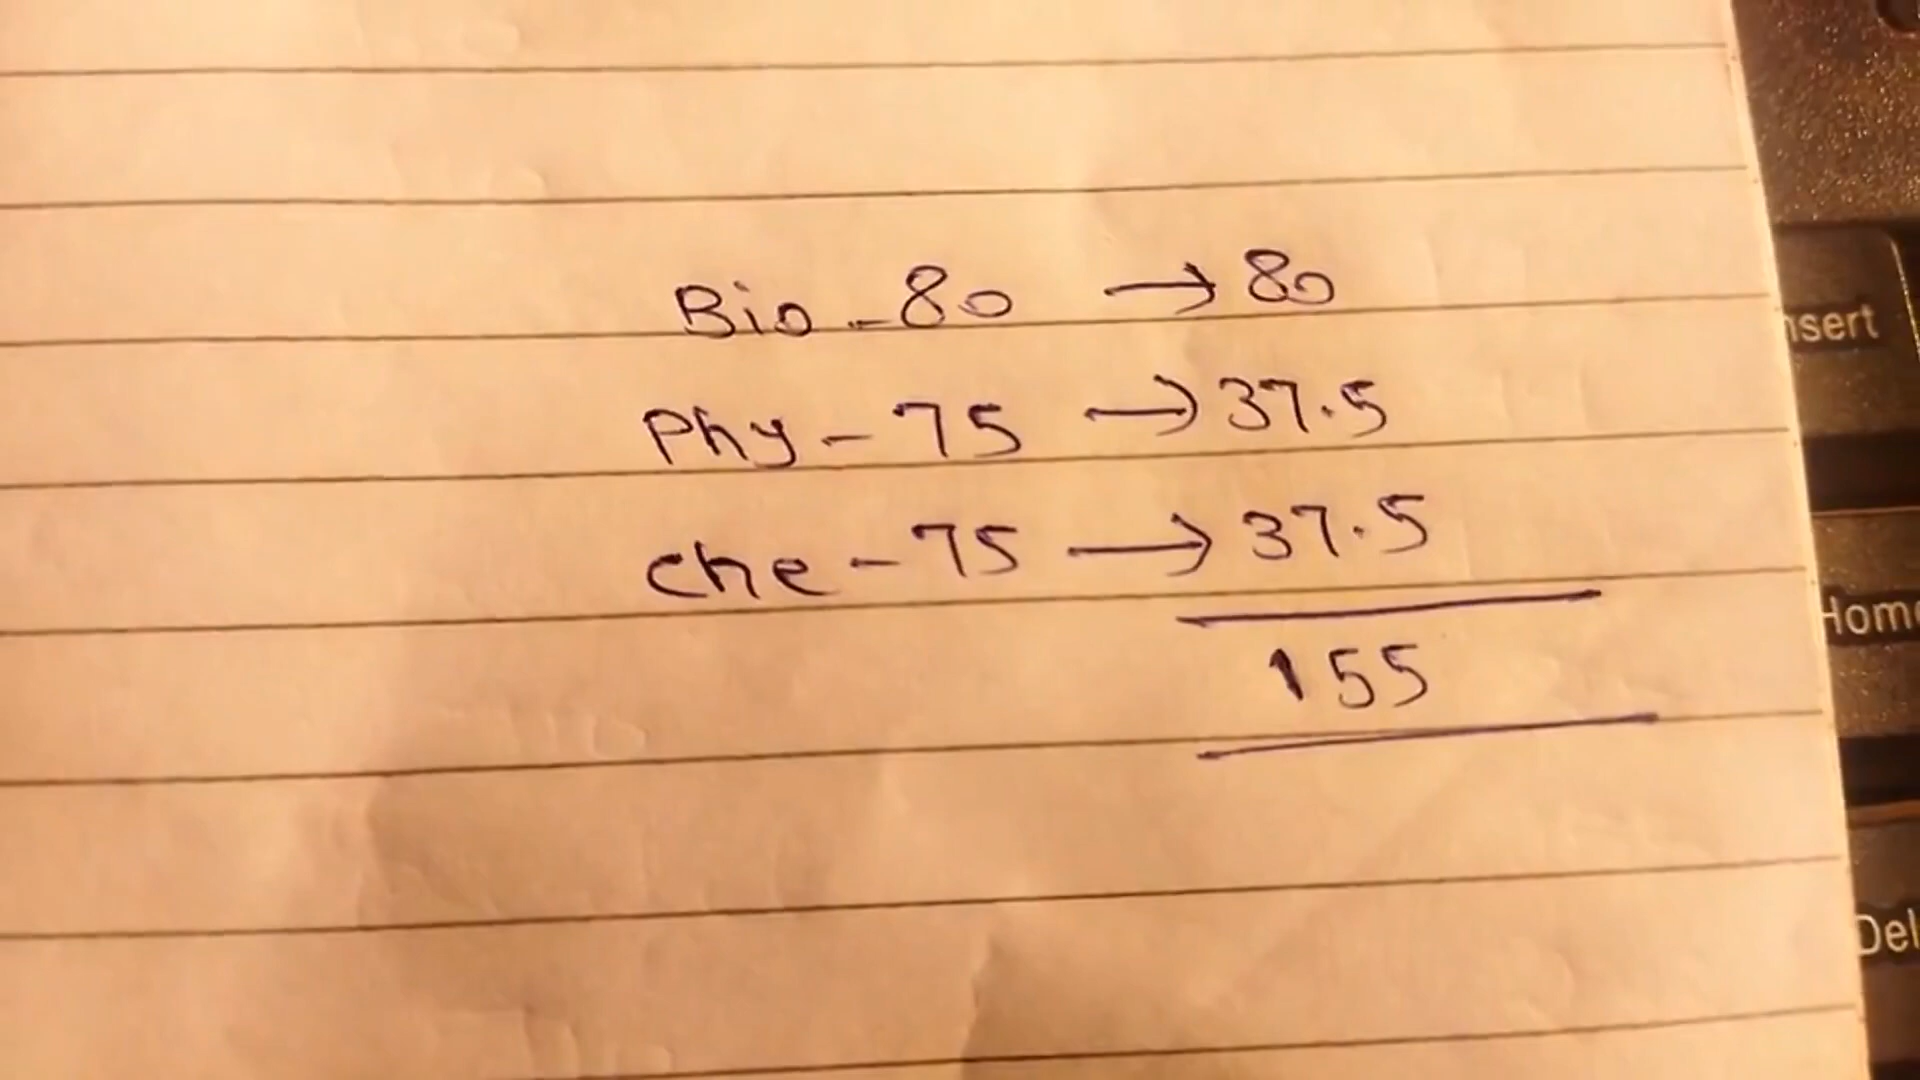 Bio - 80 → 80
Phy - 75 → 37.5
Che - 75 → 37.5
155
nsert
Home
Del